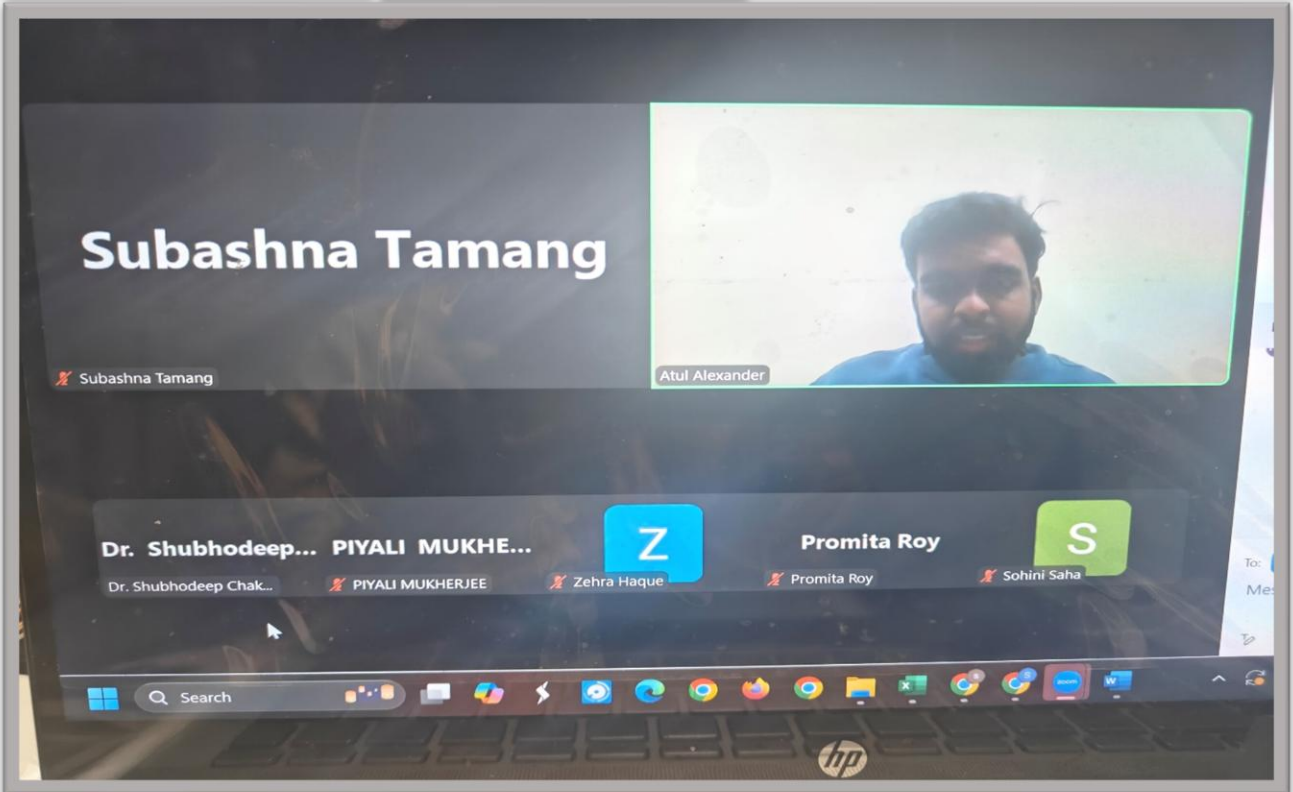 Subashna Tamang
Subashna Tamang
Atul Alexander
Dr. Shubhodeep...
Dr. Shubhodeep Chak...
PIYALI MUKHE...
PIYALI MUKHERJEE
Z
Zehra Haque
Promita Roy
Promita Roy
S
Sohini Saha
To:
Search
zoom
W
hp